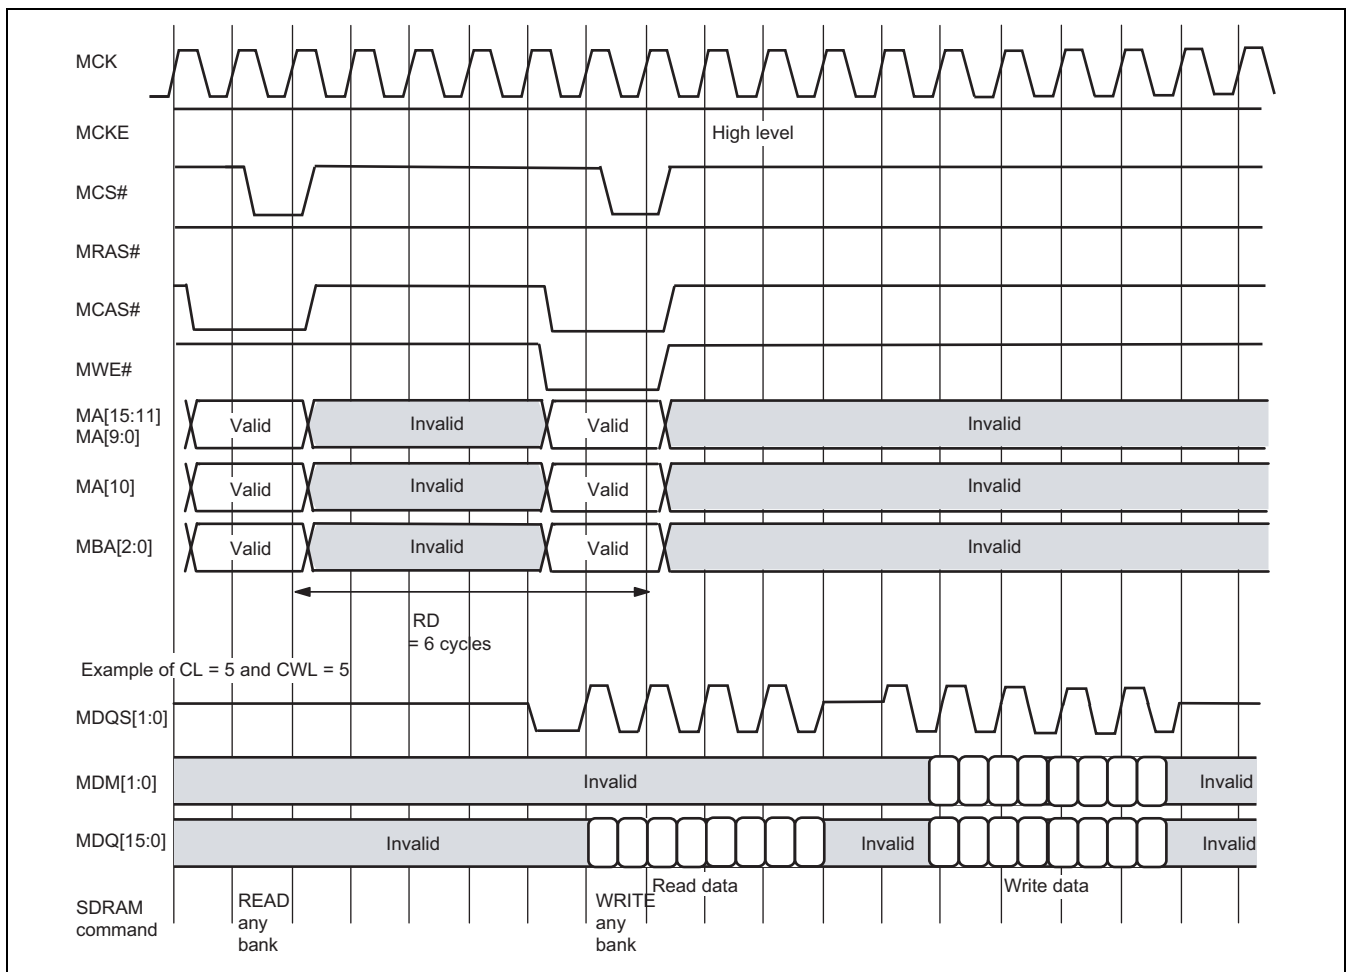 MCK
MCKE
High level
MCS#
MRAS#
MCAS#
MWE#
MA[15:11]
MA[9:0]
Valid
Invalid
Valid
Invalid
MA[10]
Valid
Invalid
Valid
Invalid
MBA[2:0]
Valid
Invalid
Valid
Invalid
RD
= 6 cycles
Example of CL = 5 and CWL = 5
MDQS[1:0]
MDM[1:0]
Invalid
Invalid
MDQ[15:0]
Invalid
Invalid
Invalid
Read data
Write data
SDRAM
command
READ
any
bank
WRITE
any
bank